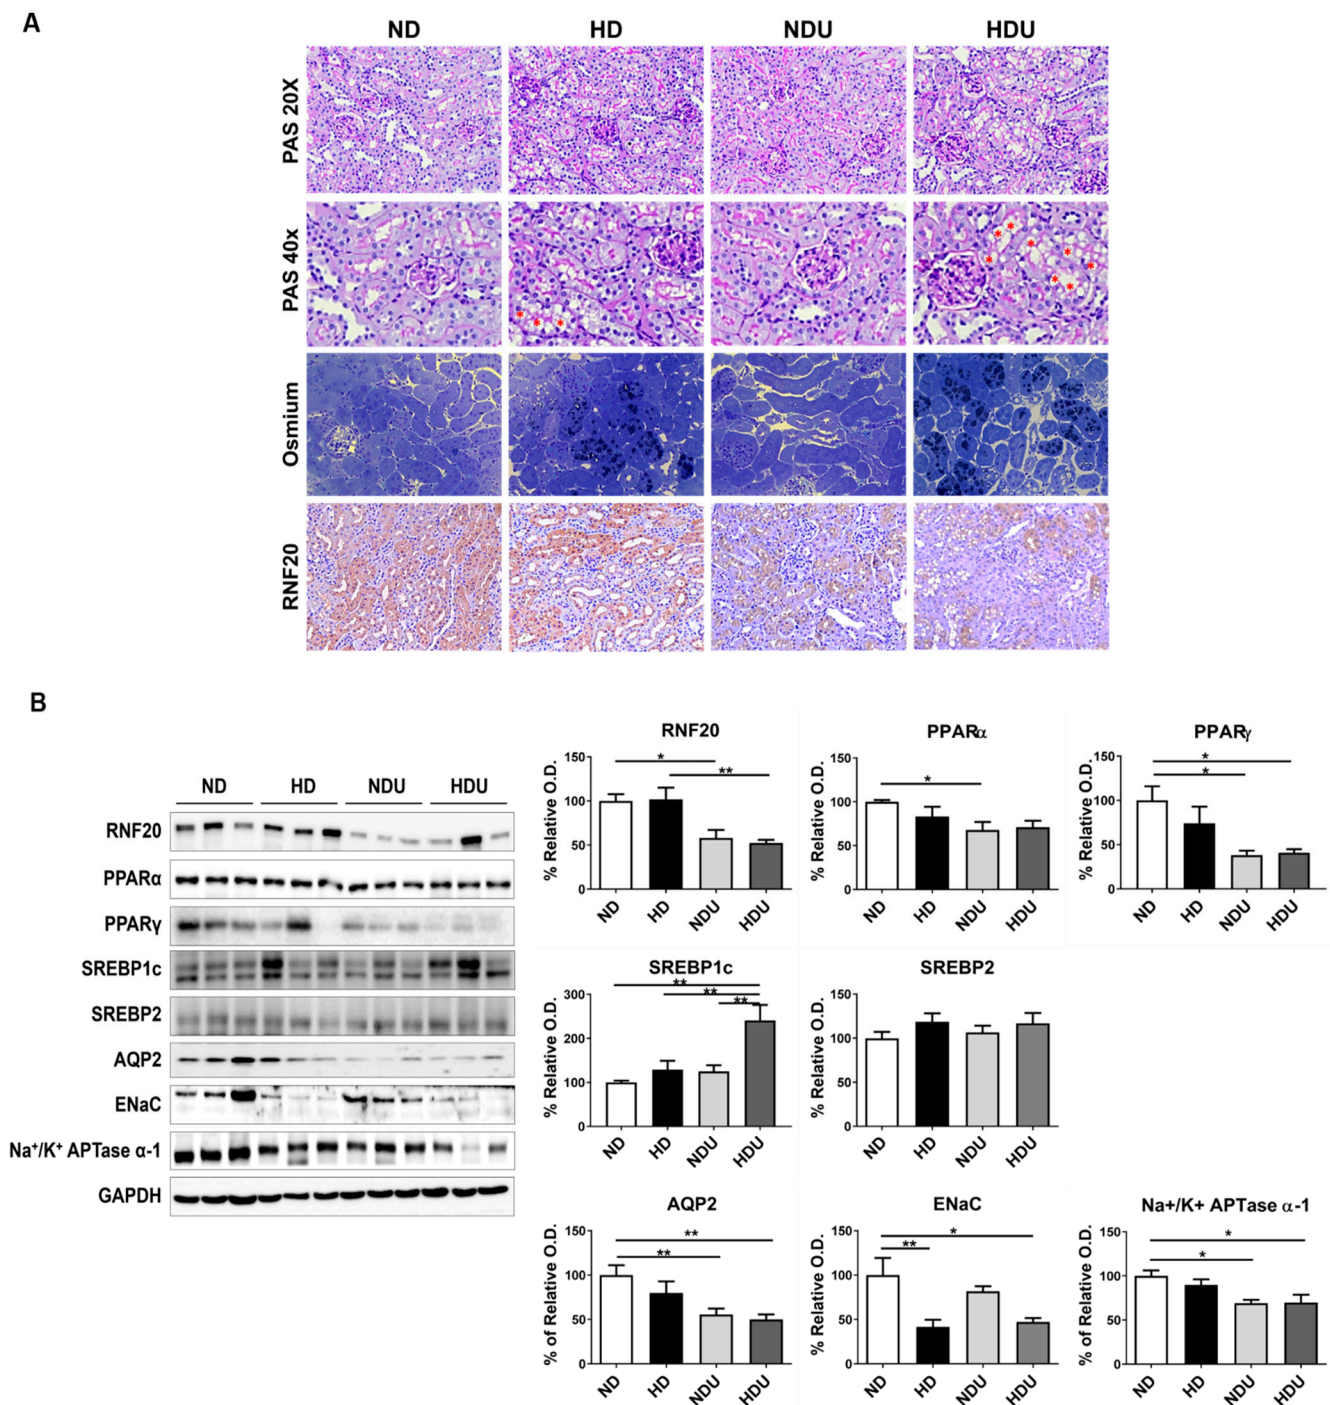 A
ND HD NDU HDU
PAS 20X
PAS 40x
Osmium
RNF20
B
ND HD NDU HDU
RNF20
PPARα
PPARγ
SREBP1c
SREBP2
AQP2
ENaC
Na⁺/K⁺ APTase α-1
GAPDH
RNF20
% Relative O.D.
150
100
50
0
* **
ND HD NDU HDU
PPARα
% Relative O.D.
150
100
50
0
*
ND HD NDU HDU
PPARγ
% Relative O.D.
150
100
50
0
* *
ND HD NDU HDU
SREBP1c
% Relative O.D.
300
200
100
0
** ** **
ND HD NDU HDU
SREBP2
% Relative O.D.
150
100
50
0
ND HD NDU HDU
AQP2
% of Relative O.D.
150
100
50
0
** **
ND HD NDU HDU
ENaC
% Relative O.D.
150
100
50
0
** *
ND HD NDU HDU
Na+/K+ APTase α-1
% of Relative O.D.
150
100
50
0
* *
ND HD NDU HDU